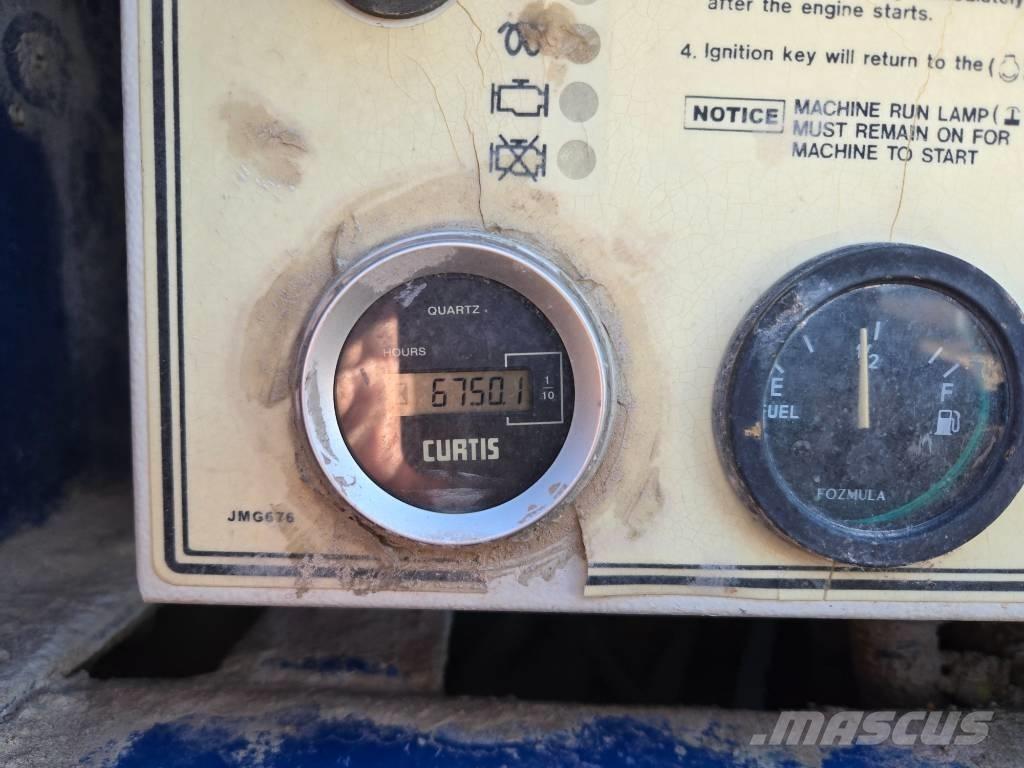 after the engine starts.
4. Ignition key will return to the (
NOTICE
MACHINE RUN LAMP (
MUST REMAIN ON FOR
MACHINE TO START
QUARTZ
HOURS
6750.1
1/10
CURTIS
JMG676
1/2
E
F
FUEL
FOZMULA
MASCUS